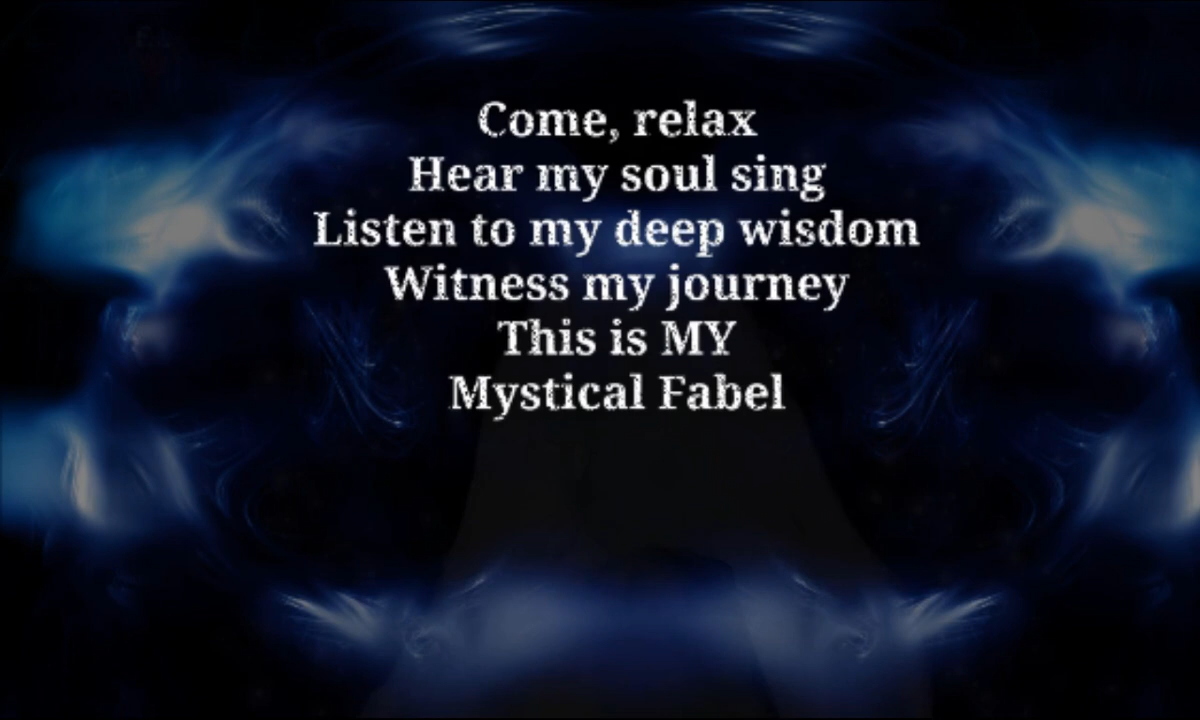 Come, relax
Hear my soul sing
Listen to my deep wisdom
Witness my journey
This is MY
Mystical Fabel